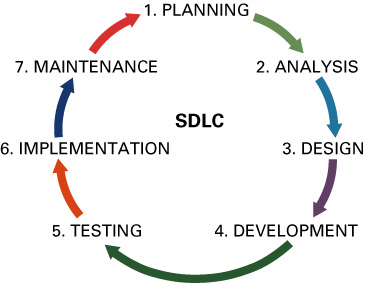 1. PLANNING
2. ANALYSIS
3. DESIGN
4. DEVELOPMENT
5. TESTING
6. IMPLEMENTATION
7. MAINTENANCE
SDLC